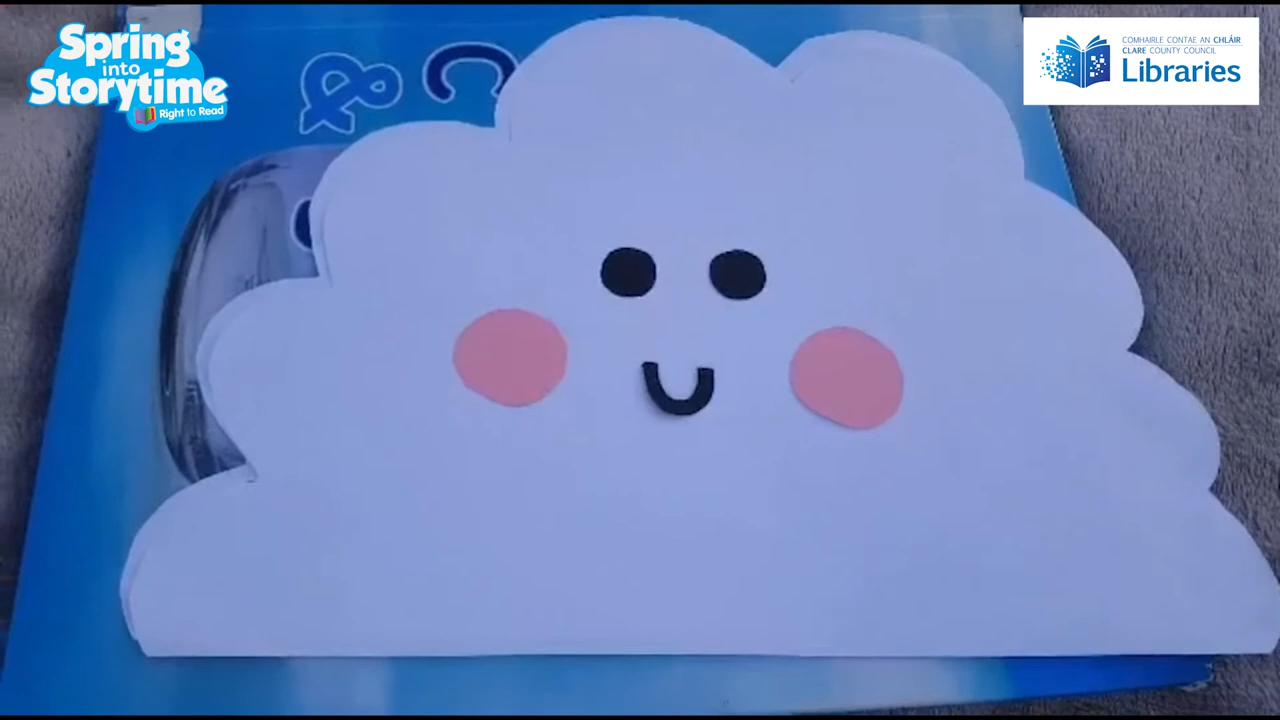 Spring
into
Storytime
Right to Read
COMHAIRLE CONTAE AN CHLÁIR
CLARE COUNTY COUNCIL
Libraries
&